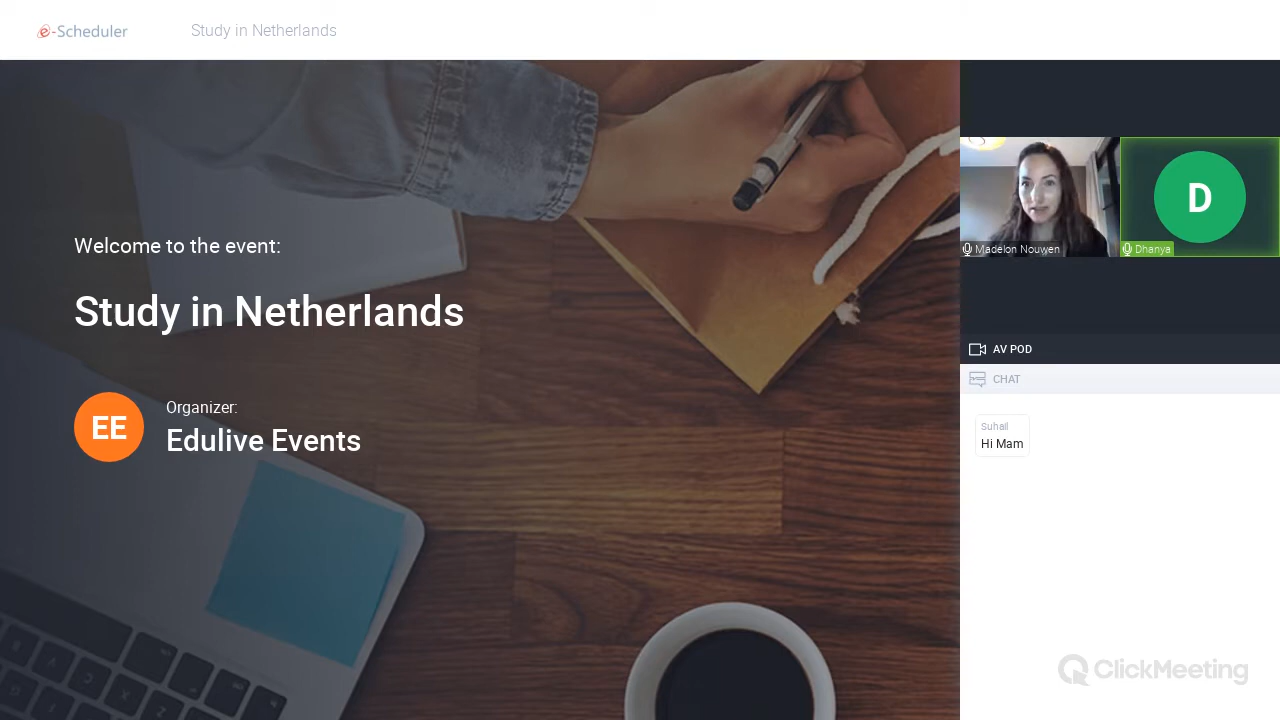 e-Scheduler
Study in Netherlands
Welcome to the event:
Study in Netherlands
EE
Organizer:
Edulive Events
D
Madelon Nouwen
Dhanya
AV POD
CHAT
Suhail
Hi Mam
ClickMeeting